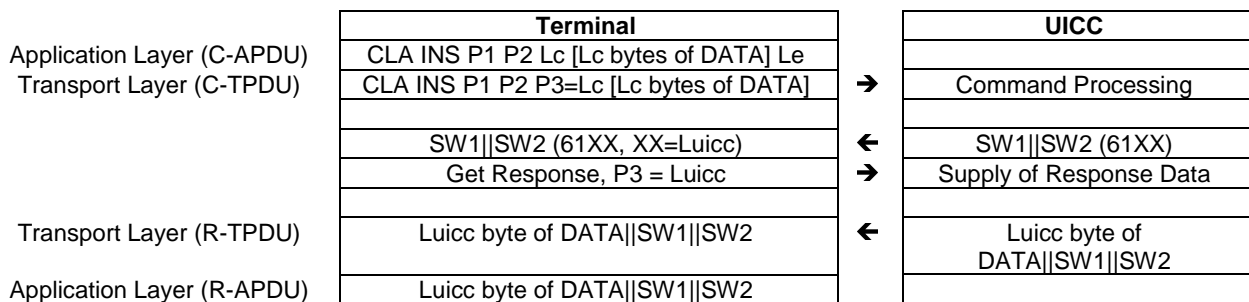 Terminal UICC
Application Layer (C-APDU) CLA INS P1 P2 Lc [Lc bytes of DATA] Le
Transport Layer (C-TPDU) CLA INS P1 P2 P3=Lc [Lc bytes of DATA] ➔ Command Processing
SW1||SW2 (61XX, XX=Luicc) 🡨 SW1||SW2 (61XX)
Get Response, P3 = Luicc ➔ Supply of Response Data
Transport Layer (R-TPDU) Luicc byte of DATA||SW1||SW2 🡨 Luicc byte of
DATA||SW1||SW2
Application Layer (R-APDU) Luicc byte of DATA||SW1||SW2